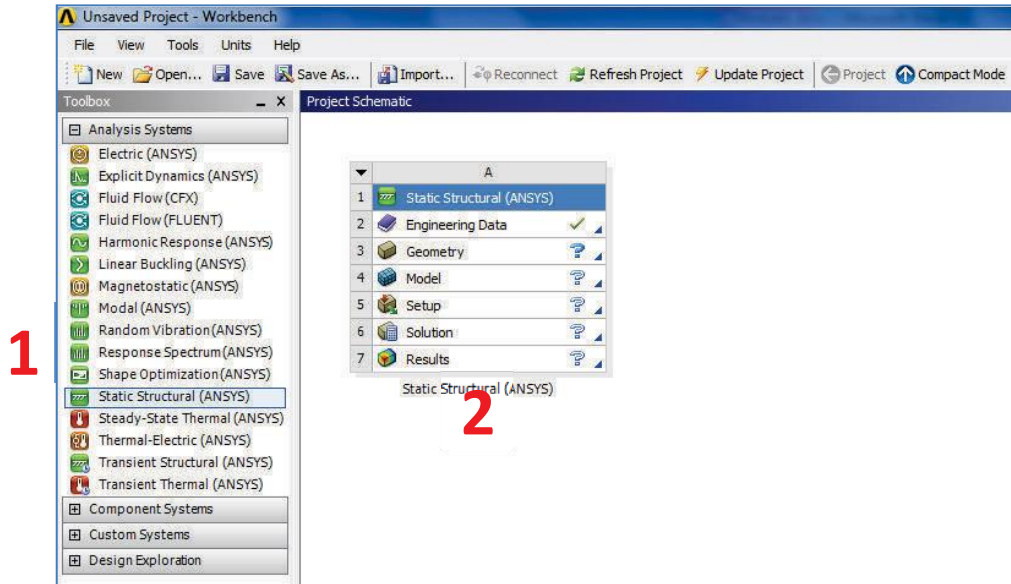 Unsaved Project - Workbench
File View Tools Units Help
New Open... Save Save As... Import... Reconnect Refresh Project Update Project Project Compact Mode
Toolbox
Project Schematic
Analysis Systems
Electric (ANSYS)
Explicit Dynamics (ANSYS)
Fluid Flow (CFX)
Fluid Flow (FLUENT)
Harmonic Response (ANSYS)
Linear Buckling (ANSYS)
Magnetostatic (ANSYS)
Modal (ANSYS)
Random Vibration (ANSYS)
Response Spectrum (ANSYS)
Shape Optimization (ANSYS)
Static Structural (ANSYS)
Steady-State Thermal (ANSYS)
Thermal-Electric (ANSYS)
Transient Structural (ANSYS)
Transient Thermal (ANSYS)
Component Systems
Custom Systems
Design Exploration
1
A
1 Static Structural (ANSYS)
2 Engineering Data
3 Geometry ?
4 Model ?
5 Setup ?
6 Solution ?
7 Results ?
Static Structural (ANSYS)
2